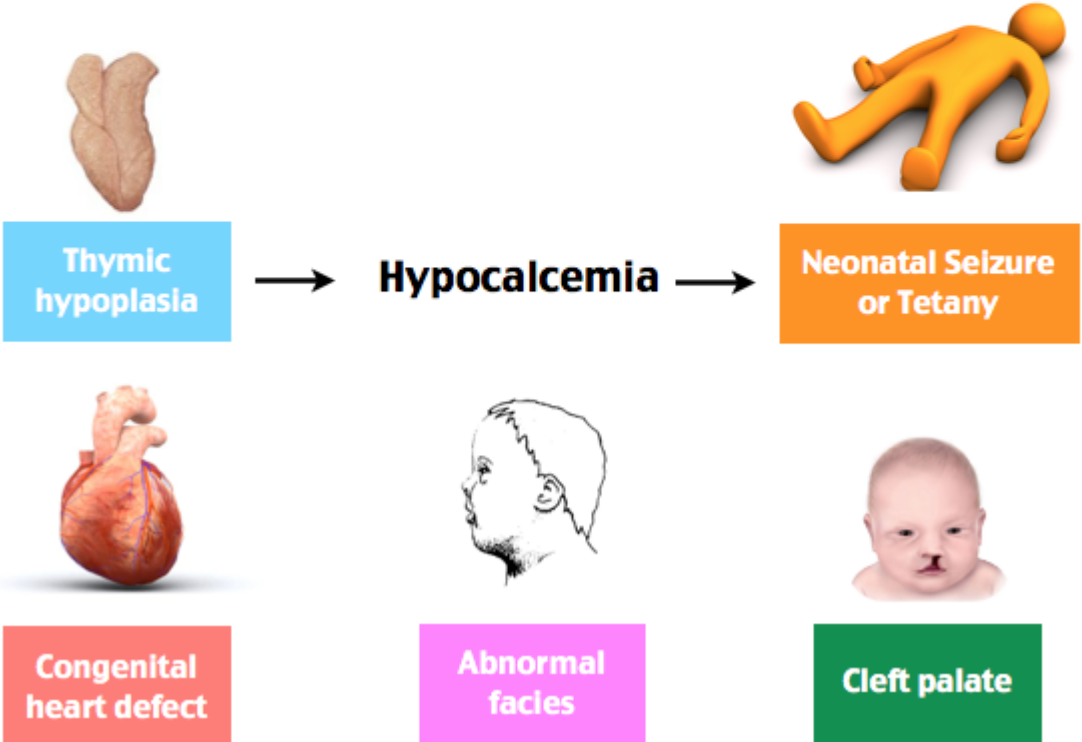 Thymic
hypoplasia
Hypocalcemia
Neonatal Seizure
or Tetany
Congenital
heart defect
Abnormal
facies
Cleft palate